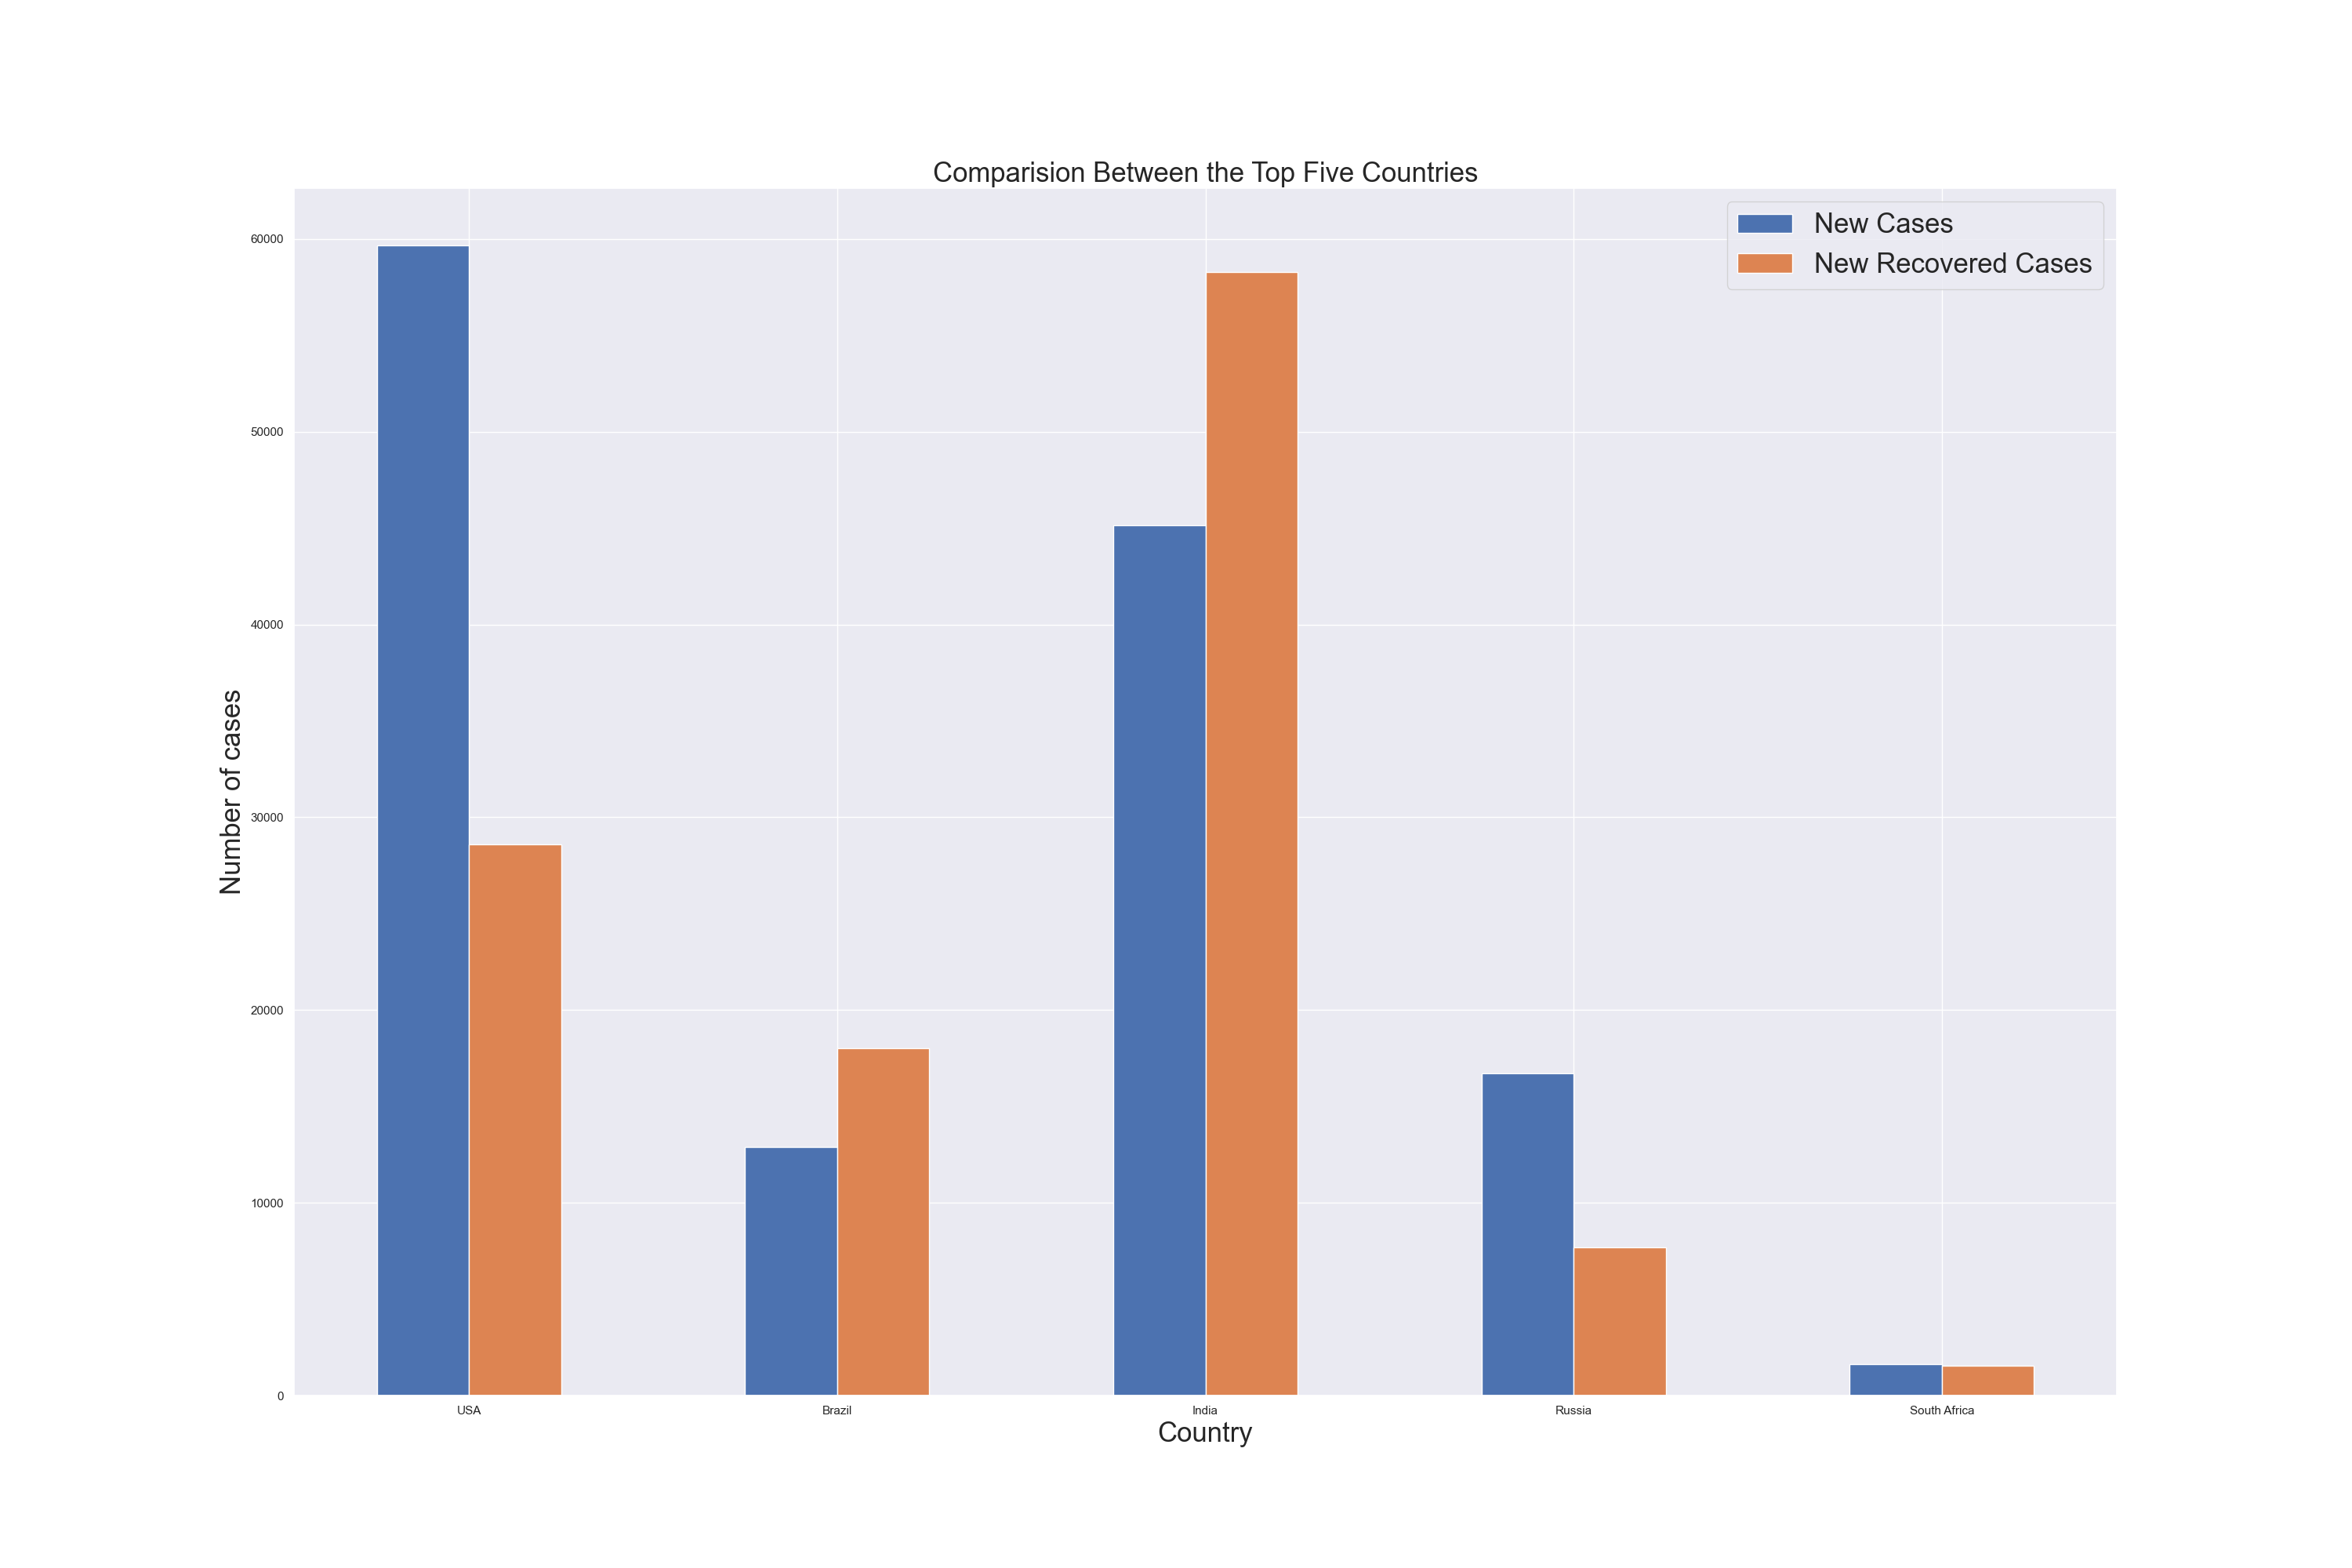 Comparision Between the Top Five Countries
New Cases
New Recovered Cases
60000
50000
40000
30000
20000
10000
0
Number of cases
USA
Brazil
India
Russia
South Africa
Country